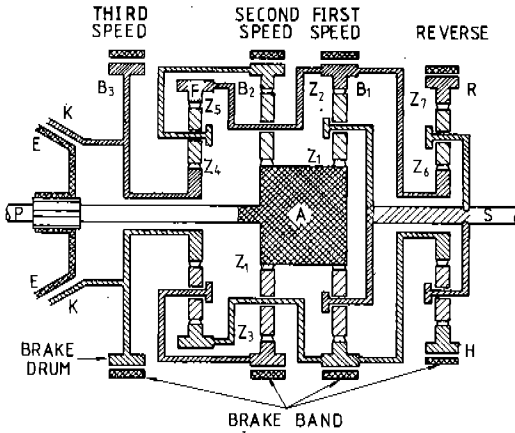 THIRD SPEED
SECOND SPEED
FIRST SPEED
REVERSE
B3
F
B2
Z2
B1
Z7
R
K
E
Z5
Z4
Z1
Z6
P
A
S
E
K
Z1
Z3
H
BRAKE DRUM
BRAKE BAND